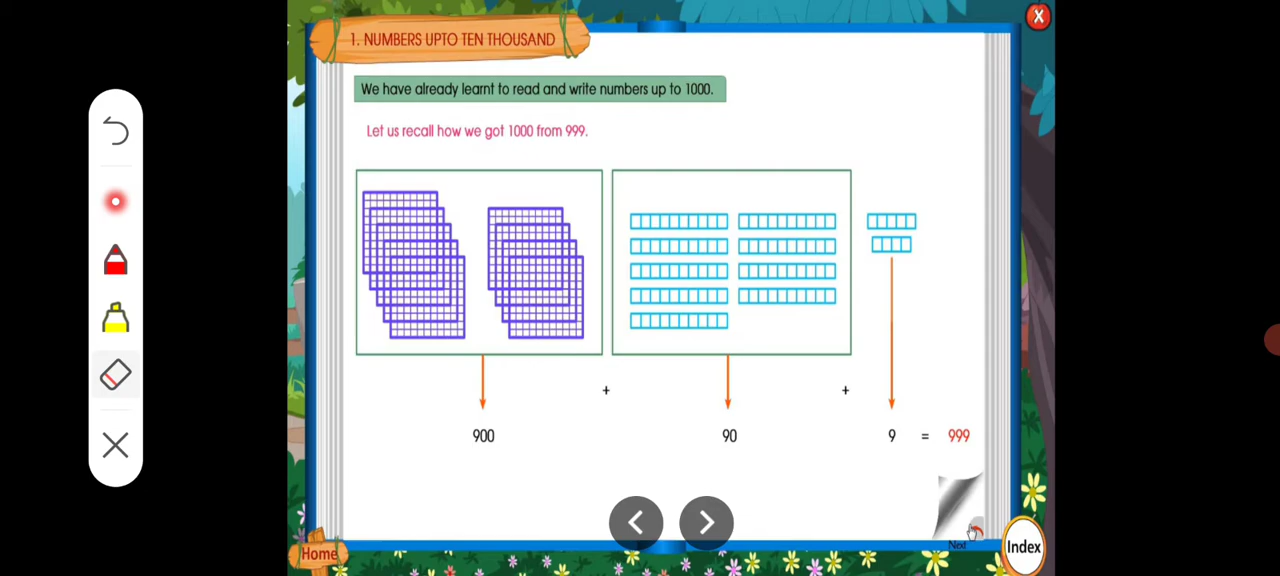 1. NUMBERS UPTO TEN THOUSAND
X
We have already learnt to read and write numbers up to 1000.
Let us recall how we got 1000 from 999.
+ +
900 90 9 = 999
Next
Home
Index